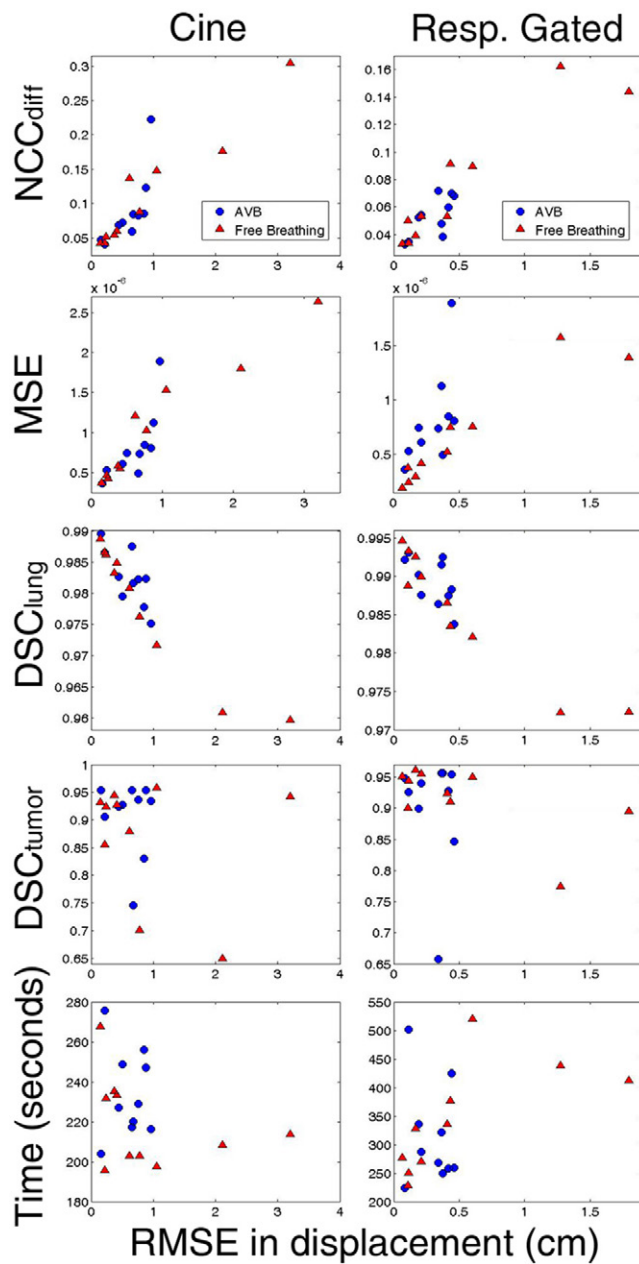 Cine
Resp. Gated
NCCdiff
0.3
0.25
0.2
0.15
0.1
0.05
AVB
Free Breathing
0 1 2 3 4
0.16
0.14
0.12
0.1
0.08
0.06
0.04
AVB
Free Breathing
0 0.5 1 1.5
MSE
x 10⁻⁶
2.5
2
1.5
1
0.5
0 1 2 3
x 10⁻⁶
1.5
1
0.5
0 0.5 1 1.5
DSClung
0.99
0.985
0.98
0.975
0.97
0.965
0.96
0 1 2 3 4
0.995
0.99
0.985
0.98
0.975
0.97
0 0.5 1 1.5
DSCtumor
1
0.95
0.9
0.85
0.8
0.75
0.7
0.65
0 1 2 3 4
0.95
0.9
0.85
0.8
0.75
0.7
0.65
0 0.5 1 1.5
Time (seconds)
280
260
240
220
200
180
0 1 2 3 4
550
500
450
400
350
300
250
200
0 0.5 1 1.5
RMSE in displacement (cm)